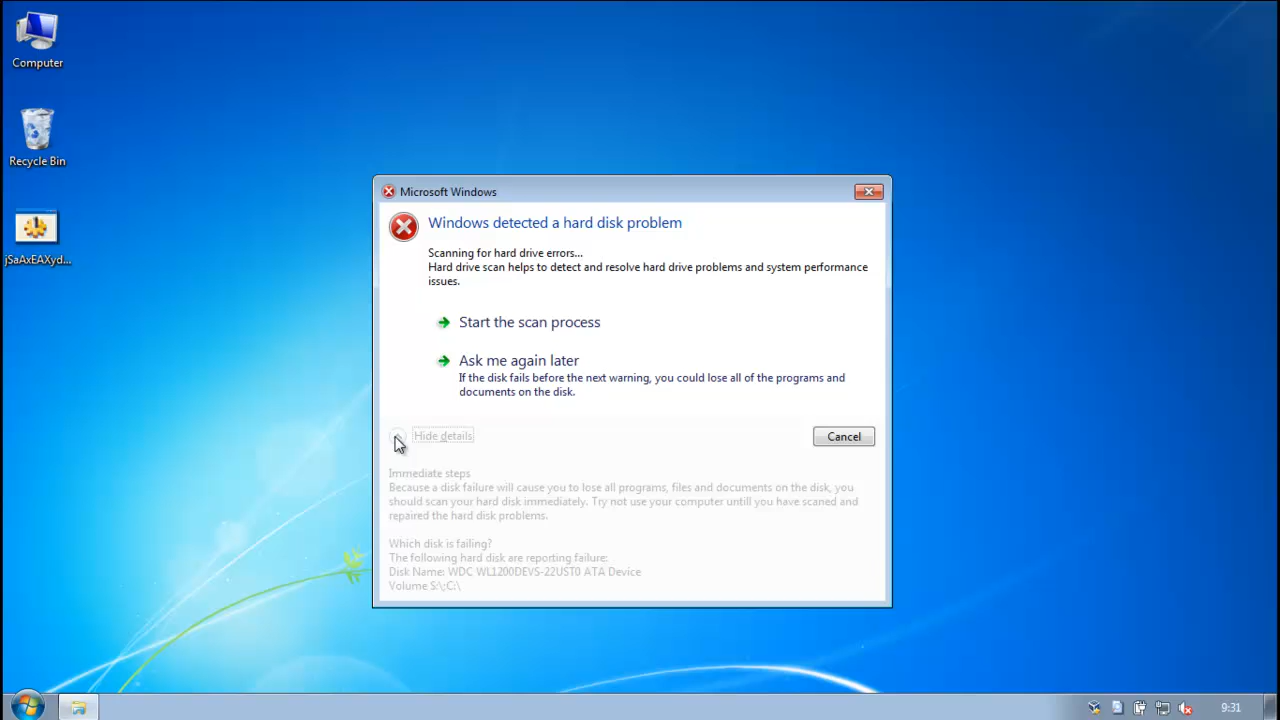 Computer
Recycle Bin
jSaAxEAXyd...
Microsoft Windows
Windows detected a hard disk problem
Scanning for hard drive errors...
Hard drive scan helps to detect and resolve hard drive problems and system performance
issues.
Start the scan process
Ask me again later
If the disk fails before the next warning, you could lose all of the programs and
documents on the disk.
Hide details
Cancel
Immediate steps
Because a disk failure will cause you to lose all programs, files and documents on the disk, you
should scan your hard disk immediately. Try not use your computer untill you have scaned and
repaired the hard disk problems.
Which disk is failing?
The following hard disk are reporting failure:
Disk Name: WDC WL1200DEVS-22UST0 ATA Device
Volume S:\;C:\
9:31